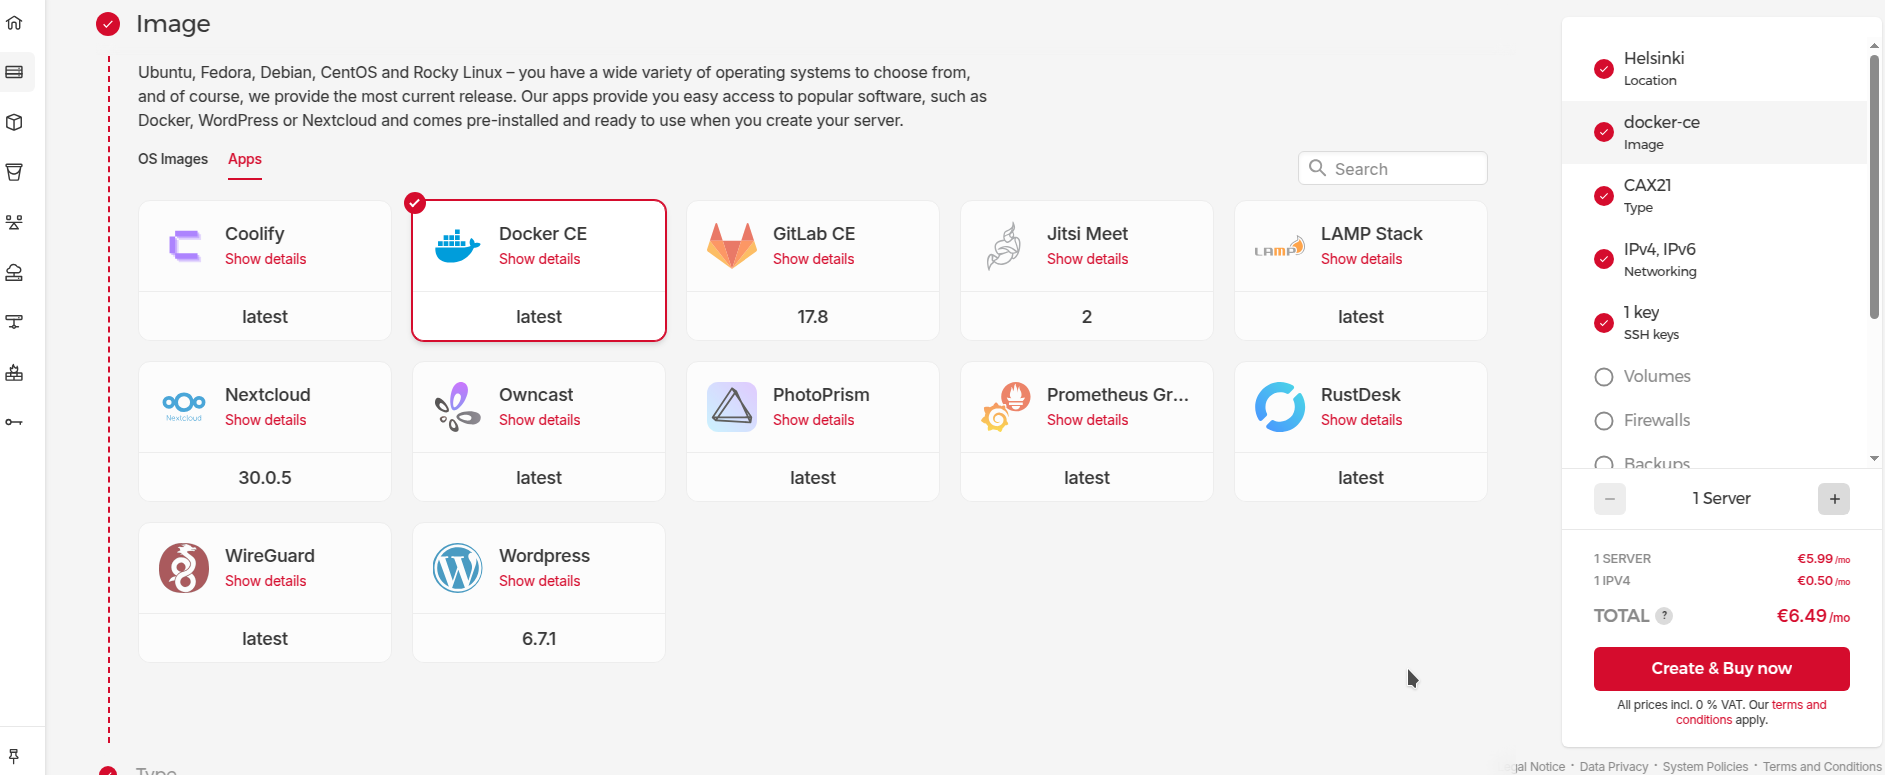 Image
Ubuntu, Fedora, Debian, CentOS and Rocky Linux – you have a wide variety of operating systems to choose from,
and of course, we provide the most current release. Our apps provide you easy access to popular software, such as
Docker, WordPress or Nextcloud and comes pre-installed and ready to use when you create your server.
OS Images Apps
Search
Coolify
Show details
latest
Docker CE
Show details
latest
GitLab CE
Show details
17.8
Jitsi Meet
Show details
2
LAMP
LAMP Stack
Show details
latest
Nextcloud
Nextcloud
Show details
30.0.5
Owncast
Show details
latest
PhotoPrism
Show details
latest
Prometheus Gr...
Show details
latest
RustDesk
Show details
latest
WireGuard
Show details
latest
Wordpress
Show details
6.7.1
Type
Helsinki
Location
docker-ce
Image
CAX21
Type
IPv4, IPv6
Networking
1 key
SSH keys
Volumes
Firewalls
Backups
− 1 Server +
1 SERVER €5.99 /mo
1 IPV4 €0.50 /mo
TOTAL ? €6.49 /mo
Create & Buy now
All prices incl. 0 % VAT. Our terms and
conditions apply.
Notice · Data Privacy · System Policies · Terms and Conditions